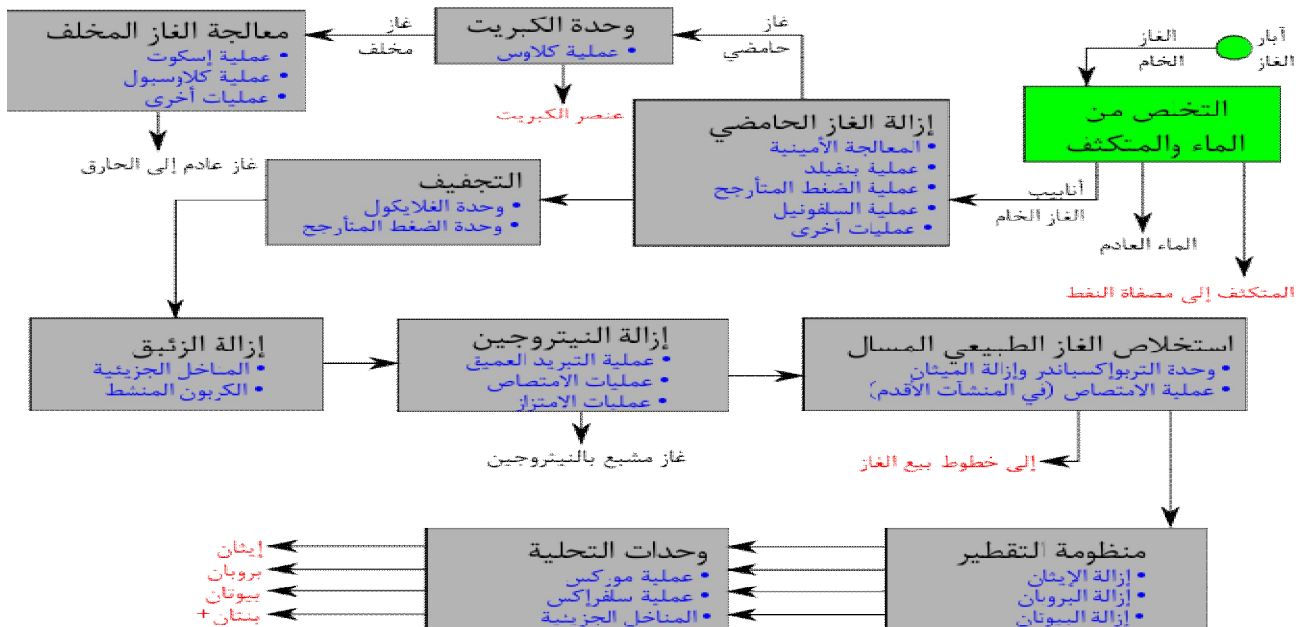 آبار
الغاز
الغاز
الخام
التخلص من
الماء والمتكثف
أنابيب
الغاز الخام
الماء العادم
المتكثف إلى مصفاة النفط
إزالة الغاز الحامضي
• المعالجة الأمينية
• عملية بنفيلد
• عملية الضغط المتأرجح
• عملية السلفونيل
• عمليات أخرى
غاز
حامضي
وحدة الكبريت
• عملية كلاوس
عنصر الكبريت
غاز
مخلف
معالجة الغاز المخلف
• عملية إسكوت
• عملية كلاوسبول
• عمليات أخرى
غاز عادم إلى الحارق
التجفيف
• وحدة الغلايكول
• وحدة الضغط المتأرجح
إزالة الزئبق
• المناخل الجزيئية
• الكربون المنشط
إزالة النيتروجين
• عملية التبريد العميق
• عمليات الامتصاص
• عمليات الامتزاز
غاز مشبع بالنيتروجين
استخلاص الغاز الطبيعي المسال
• وحدة التربواكسباندر وإزالة الميثان
• عملية الامتصاص (في المنشآت الأقدم)
إلى خطوط بيع الغاز
منظومة التقطير
• إزالة الإيثان
• إزالة البروبان
• إزالة البيوتان
وحدات التحلية
• عملية موركس
• عملية سلفراكس
• المناخل الجزيئية
إيثان
بروبان
بيوتان
بنتان+